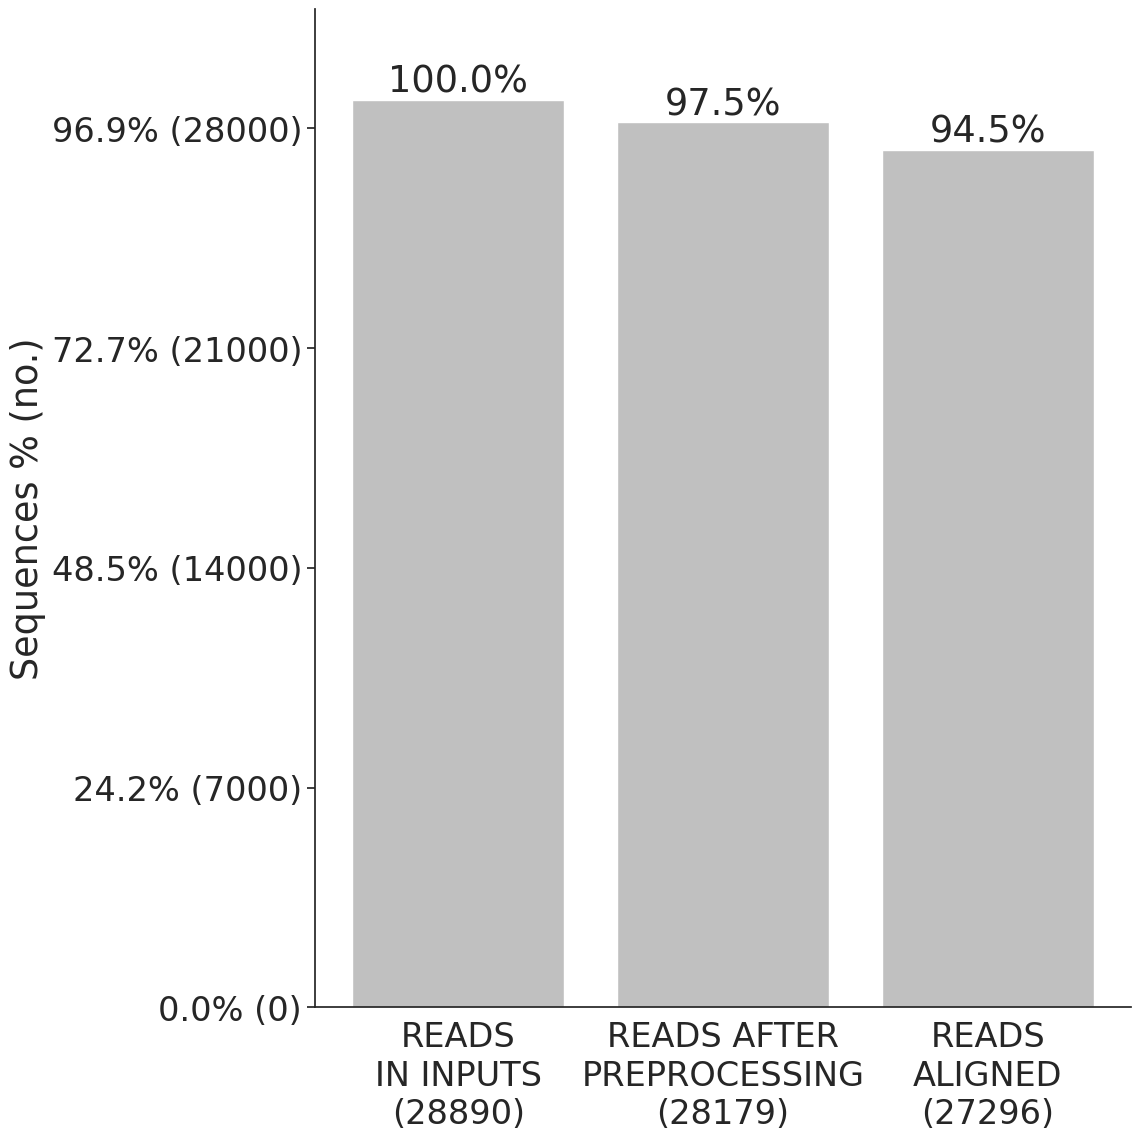 100.0%
97.5%
94.5%
96.9% (28000)
72.7% (21000)
48.5% (14000)
24.2% (7000)
0.0% (0)
Sequences % (no.)
READS
IN INPUTS
(28890)
READS AFTER
PREPROCESSING
(28179)
READS
ALIGNED
(27296)